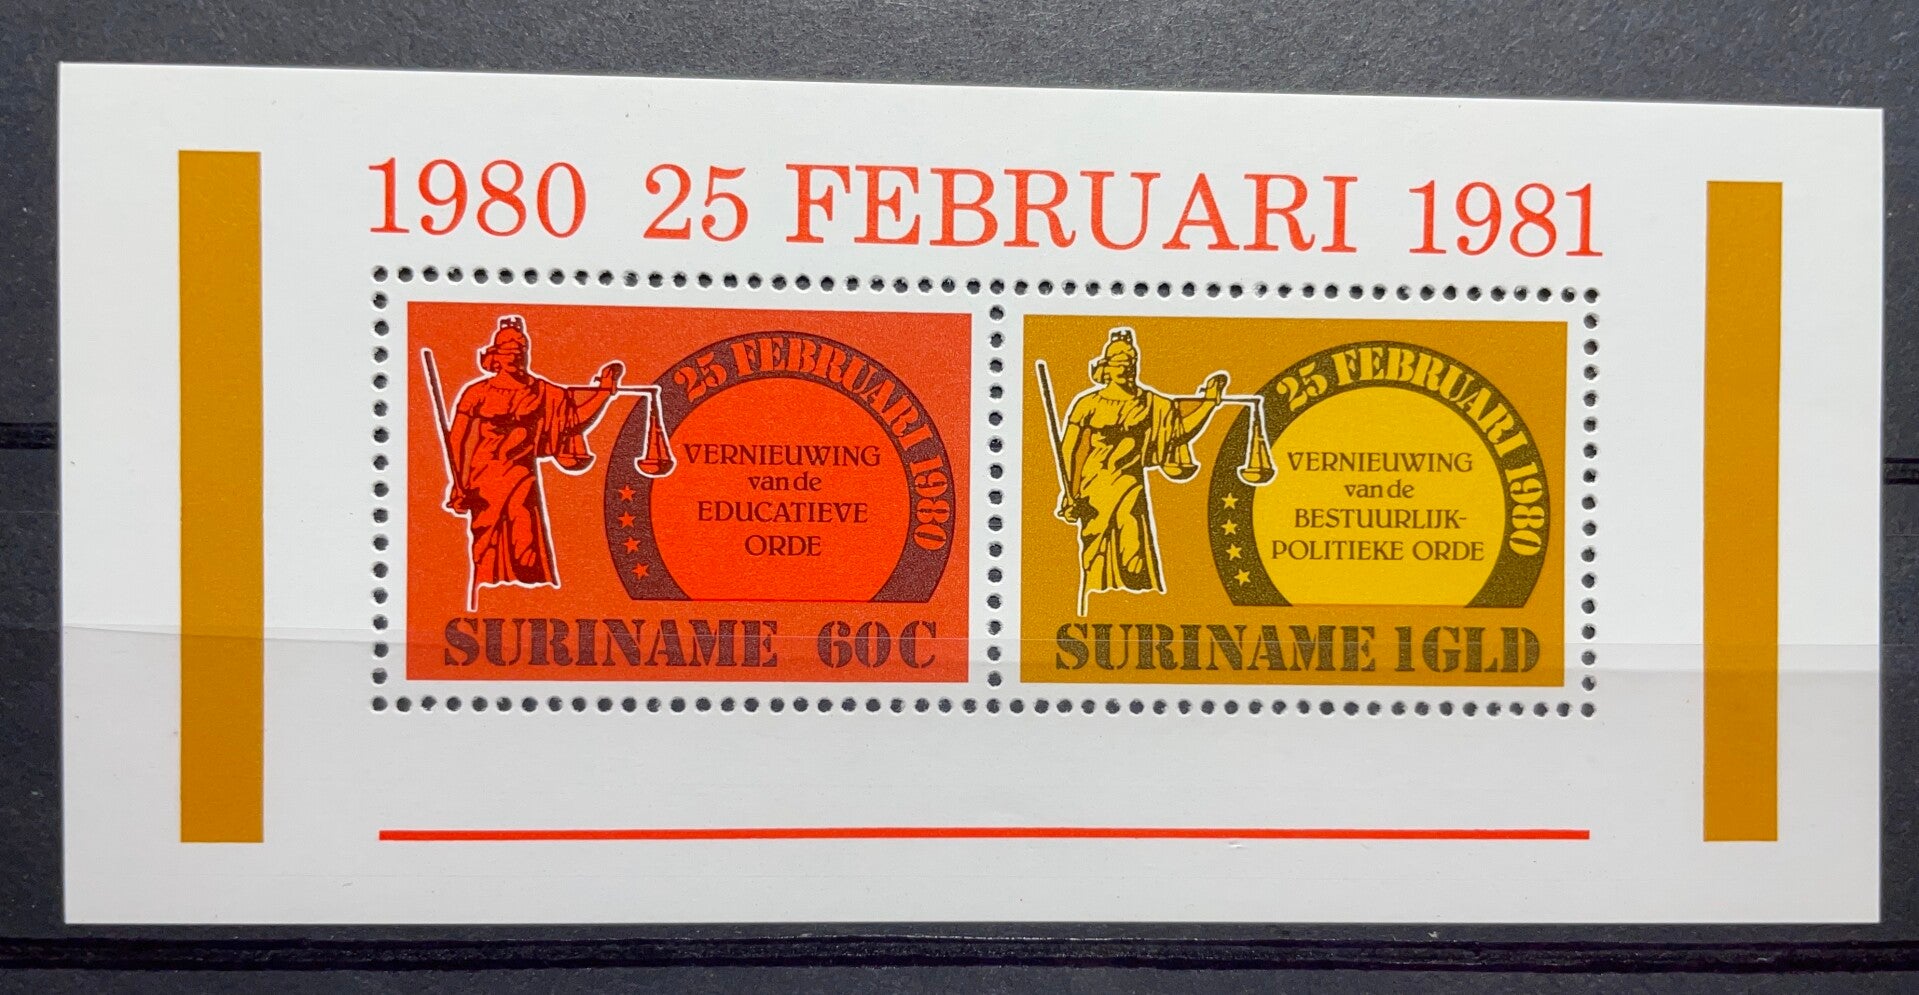 1980 25 FEBRUARI 1981
25 FEBRUARI 1980
VERNIEUWING
van de
EDUCATIEVE
ORDE
SURINAME 60C
25 FEBRUARI 1980
VERNIEUWING
van de
BESTUURLIJK-
POLITIEKE ORDE
SURINAME 1GLD